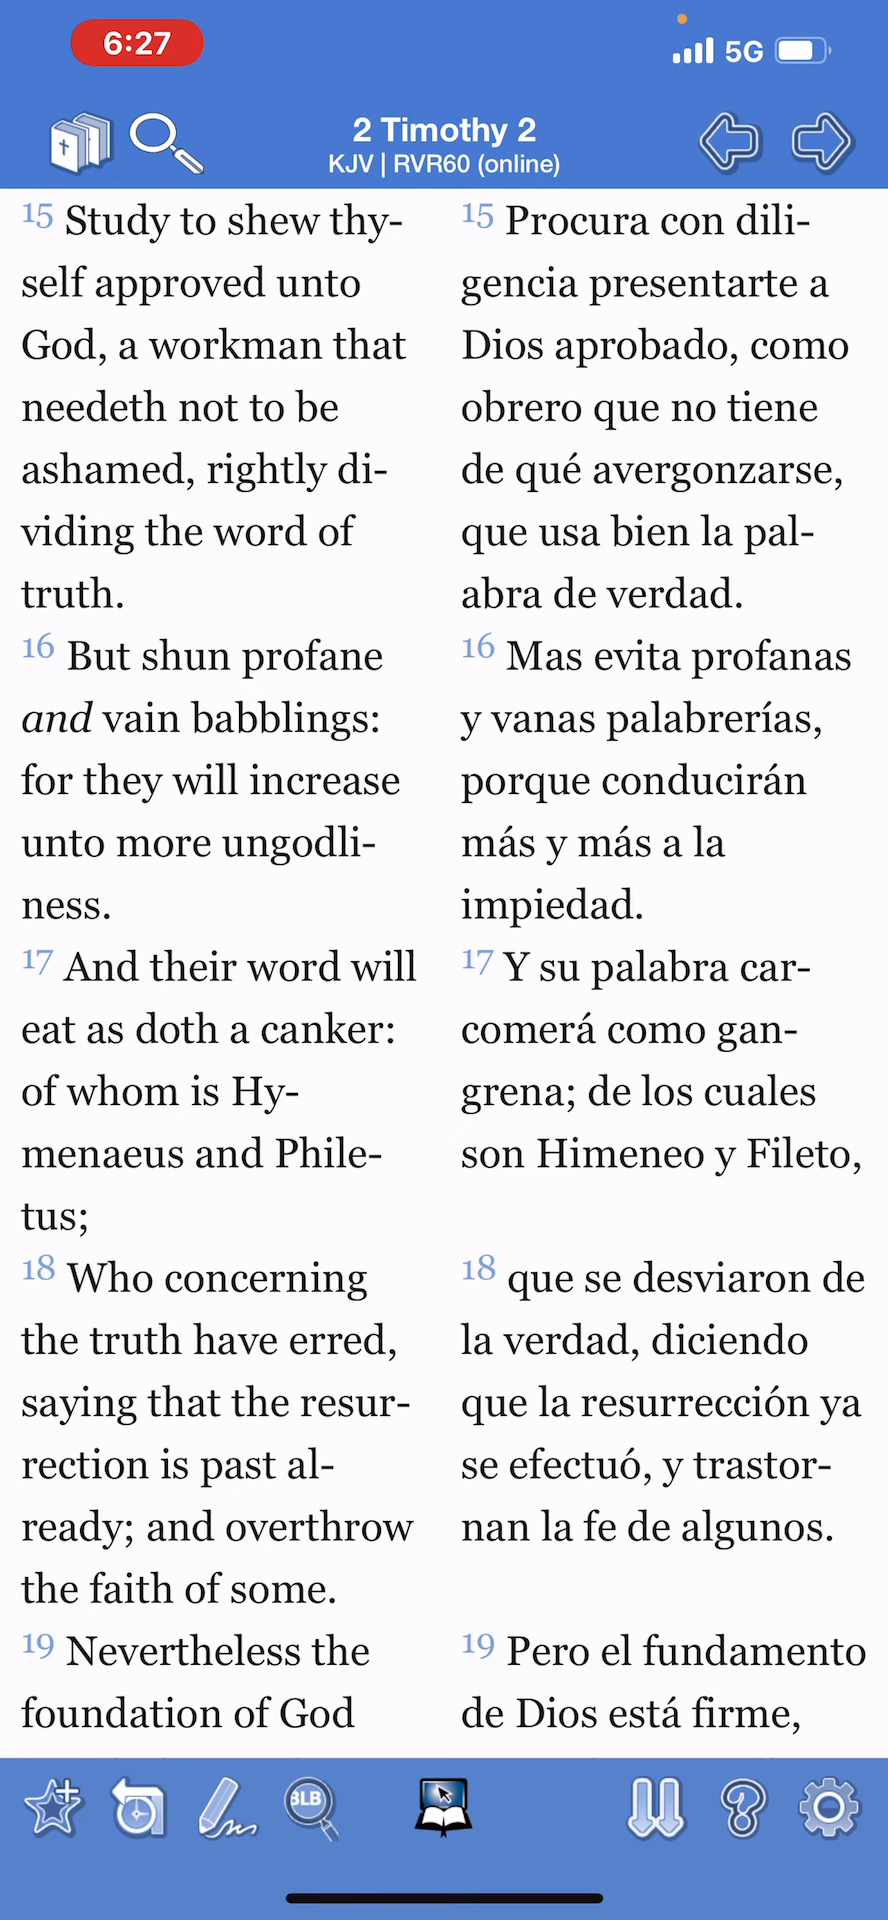 6:27
5G
2 Timothy 2
KJV | RVR60 (online)
15 Study to shew thy-
self approved unto
God, a workman that
needeth not to be
ashamed, rightly di-
viding the word of
truth.
16 But shun profane
and vain babblings:
for they will increase
unto more ungodli-
ness.
17 And their word will
eat as doth a canker:
of whom is Hy-
menaeus and Phile-
tus;
18 Who concerning
the truth have erred,
saying that the resur-
rection is past al-
ready; and overthrow
the faith of some.
19 Nevertheless the
foundation of God
15 Procura con dili-
gencia presentarte a
Dios aprobado, como
obrero que no tiene
de qué avergonzarse,
que usa bien la pal-
abra de verdad.
16 Mas evita profanas
y vanas palabrerías,
porque conducirán
más y más a la
impiedad.
17 Y su palabra car-
comerá como gan-
grena; de los cuales
son Himeneo y Fileto,
18 que se desviaron de
la verdad, diciendo
que la resurrección ya
se efectuó, y trastor-
nan la fe de algunos.
19 Pero el fundamento
de Dios está firme,
BLB